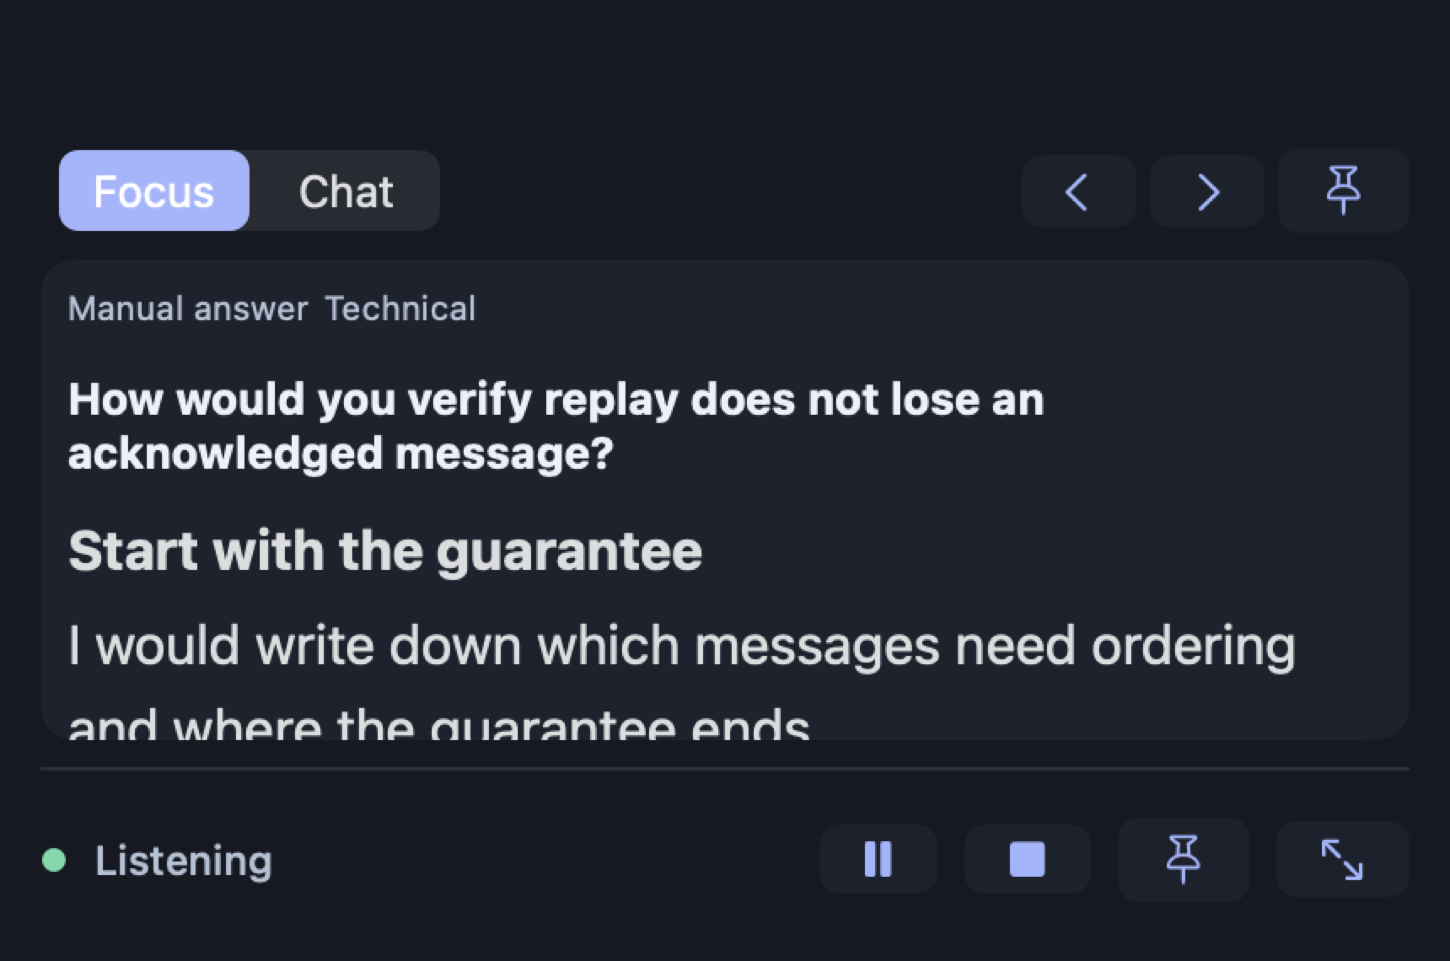 Focus
Chat
Manual answer Technical
How would you verify replay does not lose an
acknowledged message?
Start with the guarantee
I would write down which messages need ordering
and where the guarantee ends
Listening